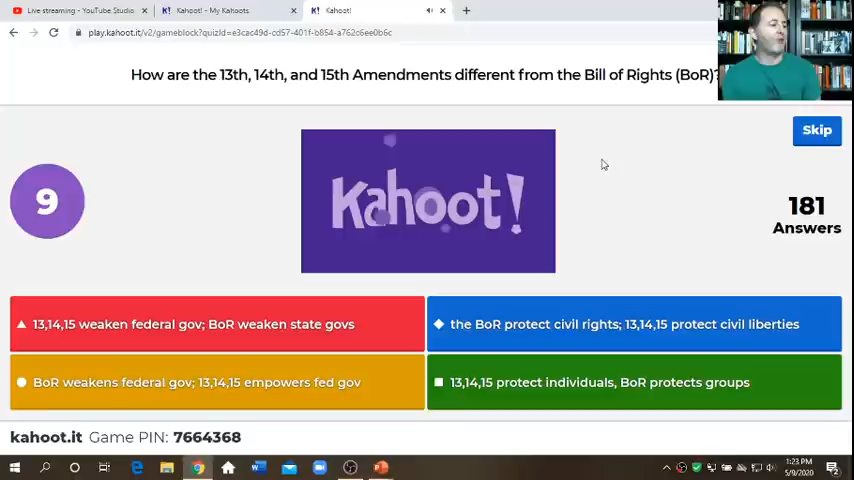 Live streaming - YouTube Studio
Kahoot! - My Kahoots
Kahoot!
play.kahoot.it/v2/gameblock?quizId=e3cac49d-cd57-401f-b854-a762c6ee0b6c
How are the 13th, 14th, and 15th Amendments different from the Bill of Rights (BoR)?
Skip
9
Kahoot!
181
Answers
13,14,15 weaken federal gov; BoR weaken state govs
the BoR protect civil rights; 13,14,15 protect civil liberties
BoR weakens federal gov; 13,14,15 empowers fed gov
13,14,15 protect individuals, BoR protects groups
kahoot.it Game PIN: 7664368
1:23 PM
5/9/2020
2